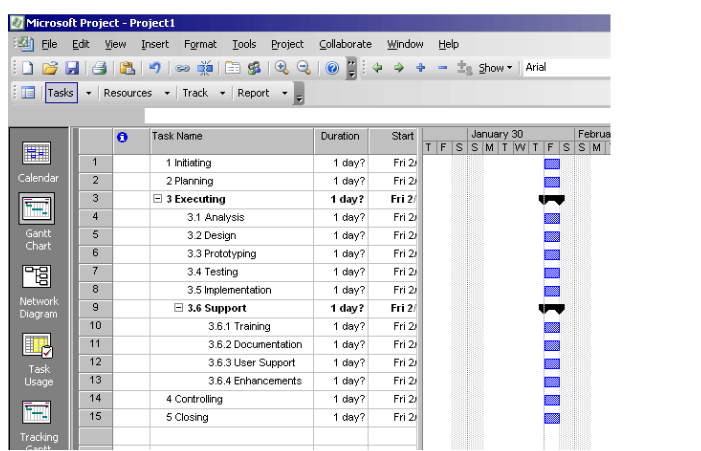 Microsoft Project - Project1
File Edit View Insert Format Tools Project Collaborate Window Help
Show Arial
Tasks Resources Track Report
Task Name Duration Start January 30 Februa
T F S S M T W T F S S M
1 1 Initiating 1 day? Fri 2/
2 2 Planning 1 day? Fri 2/
3 3 Executing 1 day? Fri 2/
4 3.1 Analysis 1 day? Fri 2/
5 3.2 Design 1 day? Fri 2/
6 3.3 Prototyping 1 day? Fri 2/
7 3.4 Testing 1 day? Fri 2/
8 3.5 Implementation 1 day? Fri 2/
9 3.6 Support 1 day? Fri 2/
10 3.6.1 Training 1 day? Fri 2/
11 3.6.2 Documentation 1 day? Fri 2/
12 3.6.3 User Support 1 day? Fri 2/
13 3.6.4 Enhancements 1 day? Fri 2/
14 4 Controlling 1 day? Fri 2/
15 5 Closing 1 day? Fri 2/
Calendar
Gantt
Chart
Network
Diagram
Task
Usage
Tracking
Gantt